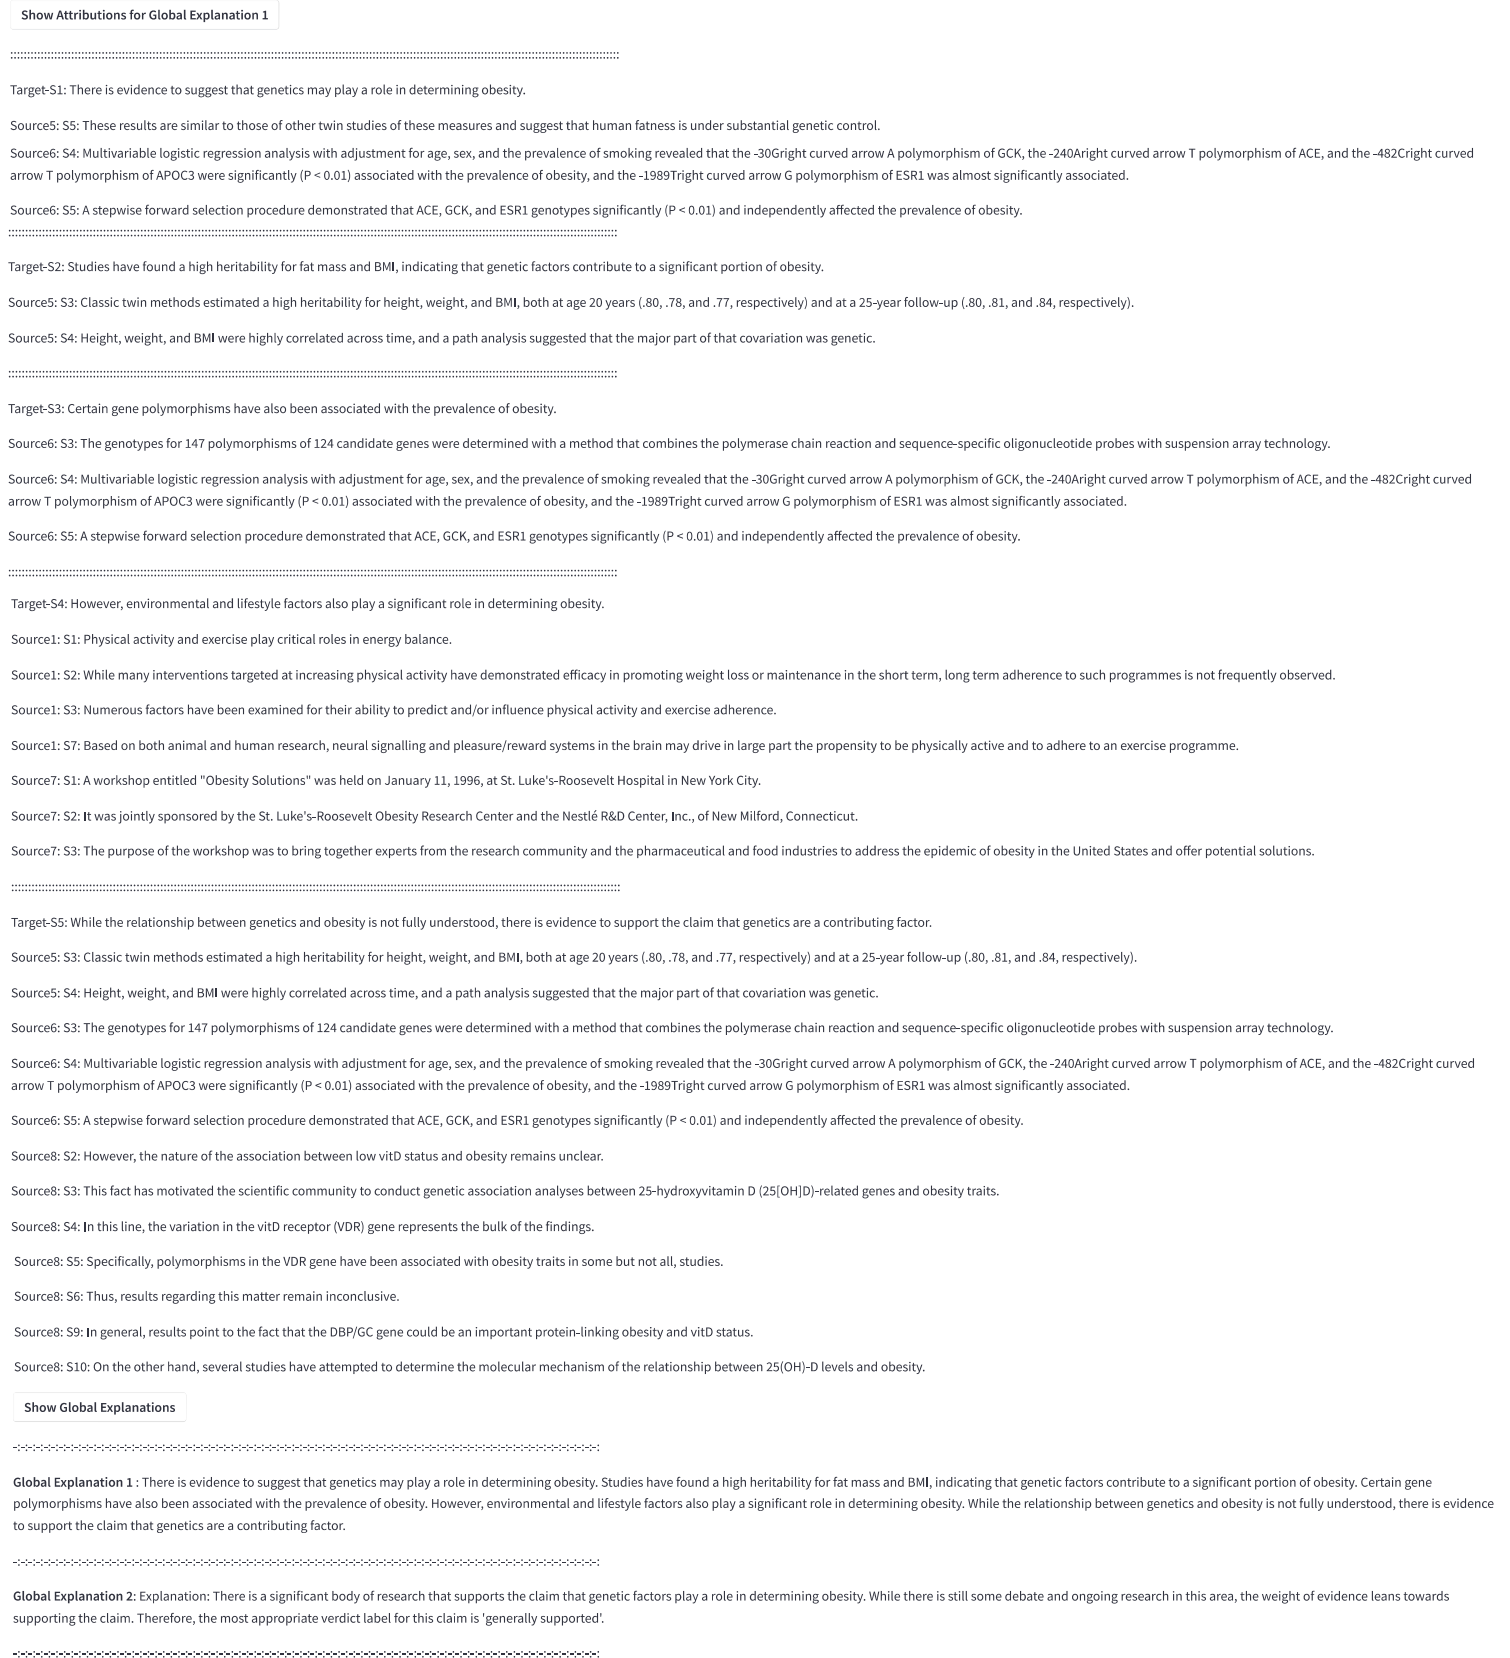 Show Attributions for Global Explanation 1
::::::::::::::::::::::::::::::::::::::::::::::::::::::::::::::::::::::::::::::::::::::::::::::::::::::::::::::::::::::::::::::::::::::::::::::::::::::::::::::::::::::::::::::::::::::
Target-S1: There is evidence to suggest that genetics may play a role in determining obesity.
Source5: S5: These results are similar to those of other twin studies of these measures and suggest that human fatness is under substantial genetic control.
Source6: S4: Multivariable logistic regression analysis with adjustment for age, sex, and the prevalence of smoking revealed that the -30Gright curved arrow A polymorphism of GCK, the -240Aright curved arrow T polymorphism of ACE, and the -482Cright curved
arrow T polymorphism of APOC3 were significantly (P < 0.01) associated with the prevalence of obesity, and the -1989Tright curved arrow G polymorphism of ESR1 was almost significantly associated.
Source6: S5: A stepwise forward selection procedure demonstrated that ACE, GCK, and ESR1 genotypes significantly (P < 0.01) and independently affected the prevalence of obesity.
::::::::::::::::::::::::::::::::::::::::::::::::::::::::::::::::::::::::::::::::::::::::::::::::::::::::::::::::::::::::::::::::::::::::::::::::::::::::::::::::::::::::::::::::::::::
Target-S2: Studies have found a high heritability for fat mass and BMI, indicating that genetic factors contribute to a significant portion of obesity.
Source5: S3: Classic twin methods estimated a high heritability for height, weight, and BMI, both at age 20 years (.80, .78, and .77, respectively) and at a 25-year follow-up (.80, .81, and .84, respectively).
Source5: S4: Height, weight, and BMI were highly correlated across time, and a path analysis suggested that the major part of that covariation was genetic.
::::::::::::::::::::::::::::::::::::::::::::::::::::::::::::::::::::::::::::::::::::::::::::::::::::::::::::::::::::::::::::::::::::::::::::::::::::::::::::::::::::::::::::::::::::::
Target-S3: Certain gene polymorphisms have also been associated with the prevalence of obesity.
Source6: S3: The genotypes for 147 polymorphisms of 124 candidate genes were determined with a method that combines the polymerase chain reaction and sequence-specific oligonucleotide probes with suspension array technology.
Source6: S4: Multivariable logistic regression analysis with adjustment for age, sex, and the prevalence of smoking revealed that the -30Gright curved arrow A polymorphism of GCK, the -240Aright curved arrow T polymorphism of ACE, and the -482Cright curved
arrow T polymorphism of APOC3 were significantly (P < 0.01) associated with the prevalence of obesity, and the -1989Tright curved arrow G polymorphism of ESR1 was almost significantly associated.
Source6: S5: A stepwise forward selection procedure demonstrated that ACE, GCK, and ESR1 genotypes significantly (P < 0.01) and independently affected the prevalence of obesity.
::::::::::::::::::::::::::::::::::::::::::::::::::::::::::::::::::::::::::::::::::::::::::::::::::::::::::::::::::::::::::::::::::::::::::::::::::::::::::::::::::::::::::::::::::::::
Target-S4: However, environmental and lifestyle factors also play a significant role in determining obesity.
Source1: S1: Physical activity and exercise play critical roles in energy balance.
Source1: S2: While many interventions targeted at increasing physical activity have demonstrated efficacy in promoting weight loss or maintenance in the short term, long term adherence to such programmes is not frequently observed.
Source1: S3: Numerous factors have been examined for their ability to predict and/or influence physical activity and exercise adherence.
Source1: S7: Based on both animal and human research, neural signalling and pleasure/reward systems in the brain may drive in large part the propensity to be physically active and to adhere to an exercise programme.
Source7: S1: A workshop entitled "Obesity Solutions" was held on January 11, 1996, at St. Luke's-Roosevelt Hospital in New York City.
Source7: S2: It was jointly sponsored by the St. Luke's-Roosevelt Obesity Research Center and the Nestlé R&D Center, Inc., of New Milford, Connecticut.
Source7: S3: The purpose of the workshop was to bring together experts from the research community and the pharmaceutical and food industries to address the epidemic of obesity in the United States and offer potential solutions.
::::::::::::::::::::::::::::::::::::::::::::::::::::::::::::::::::::::::::::::::::::::::::::::::::::::::::::::::::::::::::::::::::::::::::::::::::::::::::::::::::::::::::::::::::::::
Target-S5: While the relationship between genetics and obesity is not fully understood, there is evidence to support the claim that genetics are a contributing factor.
Source5: S3: Classic twin methods estimated a high heritability for height, weight, and BMI, both at age 20 years (.80, .78, and .77, respectively) and at a 25-year follow-up (.80, .81, and .84, respectively).
Source5: S4: Height, weight, and BMI were highly correlated across time, and a path analysis suggested that the major part of that covariation was genetic.
Source6: S3: The genotypes for 147 polymorphisms of 124 candidate genes were determined with a method that combines the polymerase chain reaction and sequence-specific oligonucleotide probes with suspension array technology.
Source6: S4: Multivariable logistic regression analysis with adjustment for age, sex, and the prevalence of smoking revealed that the -30Gright curved arrow A polymorphism of GCK, the -240Aright curved arrow T polymorphism of ACE, and the -482Cright curved
arrow T polymorphism of APOC3 were significantly (P < 0.01) associated with the prevalence of obesity, and the -1989Tright curved arrow G polymorphism of ESR1 was almost significantly associated.
Source6: S5: A stepwise forward selection procedure demonstrated that ACE, GCK, and ESR1 genotypes significantly (P < 0.01) and independently affected the prevalence of obesity.
Source8: S2: However, the nature of the association between low vitD status and obesity remains unclear.
Source8: S3: This fact has motivated the scientific community to conduct genetic association analyses between 25-hydroxyvitamin D (25[OH]D)-related genes and obesity traits.
Source8: S4: In this line, the variation in the vitD receptor (VDR) gene represents the bulk of the findings.
Source8: S5: Specifically, polymorphisms in the VDR gene have been associated with obesity traits in some but not all, studies.
Source8: S6: Thus, results regarding this matter remain inconclusive.
Source8: S9: In general, results point to the fact that the DBP/GC gene could be an important protein-linking obesity and vitD status.
Source8: S10: On the other hand, several studies have attempted to determine the molecular mechanism of the relationship between 25(OH)-D levels and obesity.
Show Global Explanations
-:-:-:-:-:-:-:-:-:-:-:-:-:-:-:-:-:-:-:-:-:-:-:-:-:-:-:-:-:-:-:-:-:-:-:-:-:-:-:-:-:-:-:-:-:-:-:-:-:-:-:-:-:-:-:-:-:-:-:-:-:-:-:-:-:-:-:-:-:-:-:-:-:-:-:-:-:-:-:
Global Explanation 1 : There is evidence to suggest that genetics may play a role in determining obesity. Studies have found a high heritability for fat mass and BMI, indicating that genetic factors contribute to a significant portion of obesity. Certain gene
polymorphisms have also been associated with the prevalence of obesity. However, environmental and lifestyle factors also play a significant role in determining obesity. While the relationship between genetics and obesity is not fully understood, there is evidence
to support the claim that genetics are a contributing factor.
-:-:-:-:-:-:-:-:-:-:-:-:-:-:-:-:-:-:-:-:-:-:-:-:-:-:-:-:-:-:-:-:-:-:-:-:-:-:-:-:-:-:-:-:-:-:-:-:-:-:-:-:-:-:-:-:-:-:-:-:-:-:-:-:-:-:-:-:-:-:-:-:-:-:-:-:-:-:-:
Global Explanation 2: Explanation: There is a significant body of research that supports the claim that genetic factors play a role in determining obesity. While there is still some debate and ongoing research in this area, the weight of evidence leans towards
supporting the claim. Therefore, the most appropriate verdict label for this claim is 'generally supported'.
-:-:-:-:-:-:-:-:-:-:-:-:-:-:-:-:-:-:-:-:-:-:-:-:-:-:-:-:-:-:-:-:-:-:-:-:-:-:-:-:-:-:-:-:-:-:-:-:-:-:-:-:-:-:-:-:-:-:-:-:-:-:-:-:-:-:-:-:-:-:-:-:-:-:-:-:-:-:-: